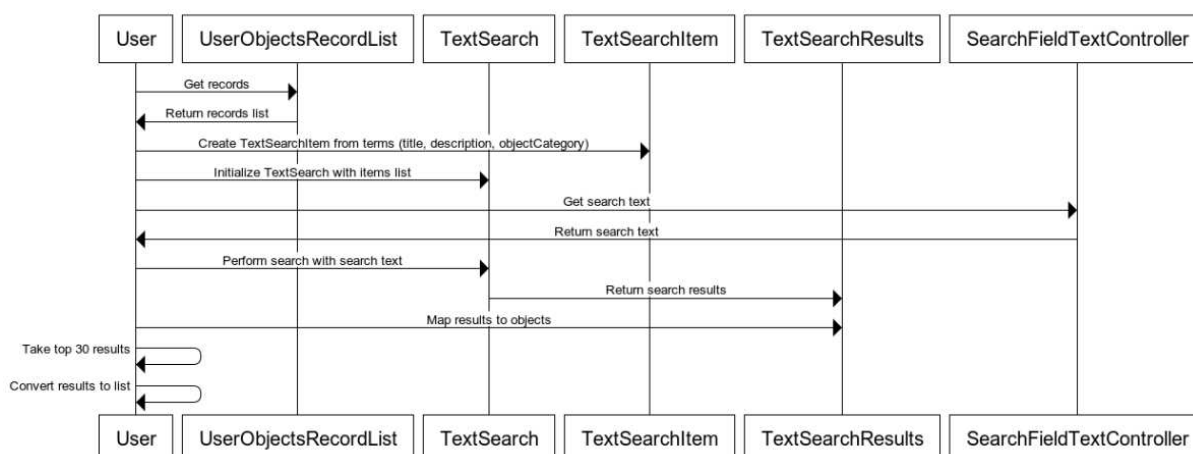 User UserObjectsRecordList TextSearch TextSearchItem TextSearchResults SearchFieldTextController
Get records
Return records list
Create TextSearchItem from terms (title, description, objectCategory)
Initialize TextSearch with items list
Get search text
Return search text
Perform search with search text
Return search results
Map results to objects
Take top 30 results
Convert results to list
User UserObjectsRecordList TextSearch TextSearchItem TextSearchResults SearchFieldTextController